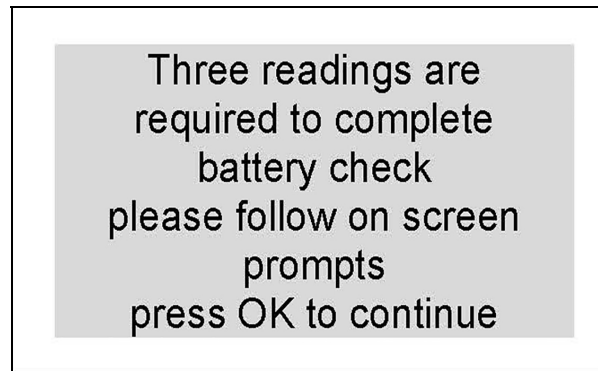 Three readings are
required to complete
battery check
please follow on screen
prompts
press OK to continue